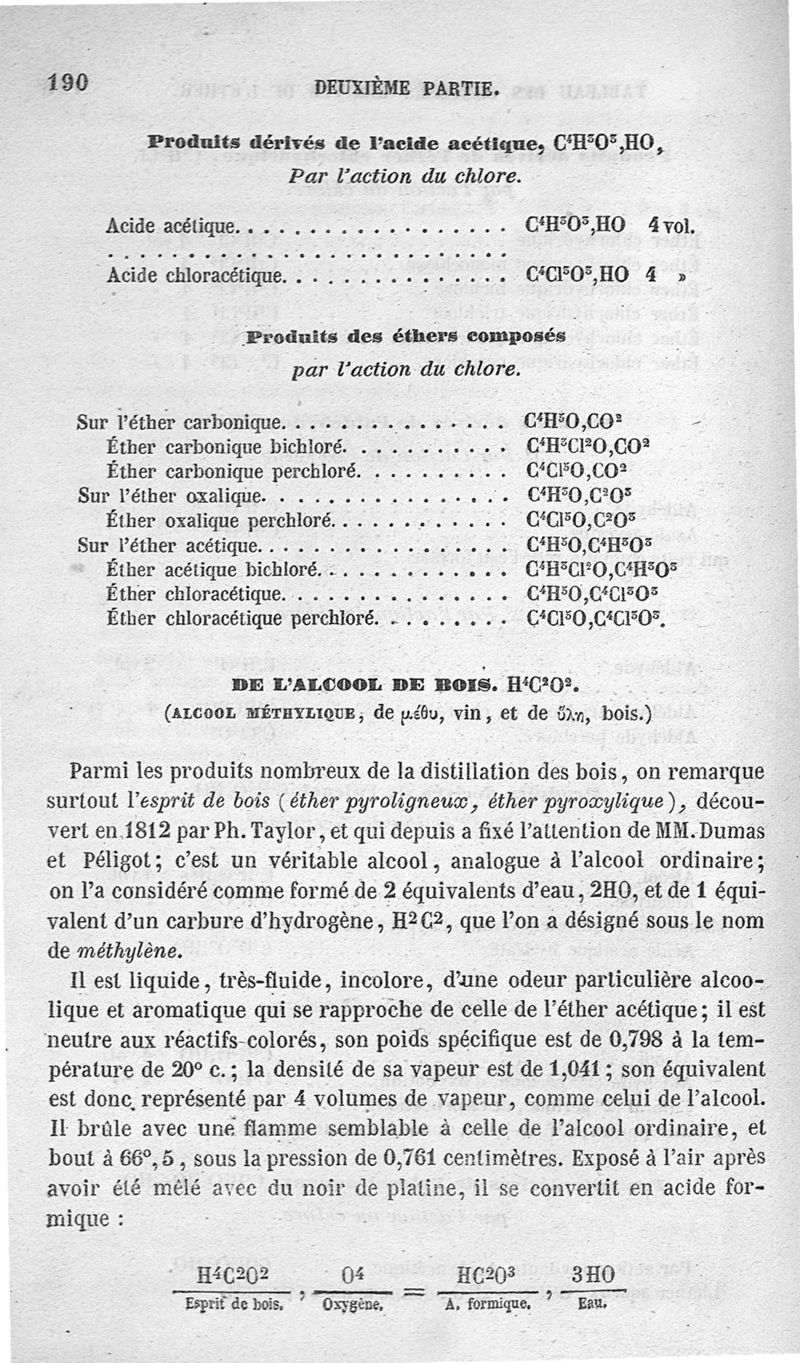 190 DEUXIÈME PARTIE.
Produits dérivés de l'acide acétique, C⁴H³O³,HO,
Par l'action du chlore.
Acide acétique. . . . . . . . . . . . . . . . . . C⁴H³O³,HO 4 vol.
. . . . . . . . . . . . . . . . . . . . . . . . .
Acide chloracétique. . . . . . . . . . . . . . . C⁴Cl³O³,HO 4 »
Produits des éthers composés
par l'action du chlore.
Sur l'éther carbonique. . . . . . . . . . . . . . . C⁴H⁵O,CO²
Éther carbonique bichloré. . . . . . . . . . . C⁴H³Cl²O,CO²
Éther carbonique perchloré. . . . . . . . . . C⁴Cl⁵O,CO²
Sur l'éther oxalique. . . . . . . . . . . . . . . . C⁴H⁵O,C²O³
Éther oxalique perchloré. . . . . . . . . . . . C⁴Cl⁵O,C²O³
Sur l'éther acétique. . . . . . . . . . . . . . . . . C⁴H⁵O,C⁴H³O³
Éther acétique bichloré. . . . . . . . . . . . . C⁴H³Cl²O,C⁴H³O³
Éther chloracétique. . . . . . . . . . . . . . . C⁴H⁵O,C⁴Cl³O³
Éther chloracétique perchloré. . . . . . . . . C⁴Cl⁵O,C⁴Cl³O³.
DE L'ALCOOL DE BOIS. H⁴C²O².
(ALCOOL MÉTHYLIQUE, de μέθυ, vin, et de ὕλη, bois.)
Parmi les produits nombreux de la distillation des bois, on remarque
surtout l'esprit de bois (éther pyroligneux, éther pyroxylique), décou-
vert en 1812 par Ph. Taylor, et qui depuis a fixé l'attention de MM. Dumas
et Péligot; c'est un véritable alcool, analogue à l'alcool ordinaire;
on l'a considéré comme formé de 2 équivalents d'eau, 2HO, et de 1 équi-
valent d'un carbure d'hydrogène, H²C², que l'on a désigné sous le nom
de méthylène.
Il est liquide, très-fluide, incolore, d'une odeur particulière alcoo-
lique et aromatique qui se rapproche de celle de l'éther acétique; il est
neutre aux réactifs colorés, son poids spécifique est de 0,798 à la tem-
pérature de 20° c.; la densité de sa vapeur est de 1,041; son équivalent
est donc représenté par 4 volumes de vapeur, comme celui de l'alcool.
Il brûle avec une flamme semblable à celle de l'alcool ordinaire, et
bout à 66°,5, sous la pression de 0,761 centimètres. Exposé à l'air après
avoir été mêlé avec du noir de platine, il se convertit en acide for-
mique :
H⁴C²O² , O⁴ = HC²O³ , 3HO
Esprit de bois. Oxygène. A. formique. Eau.